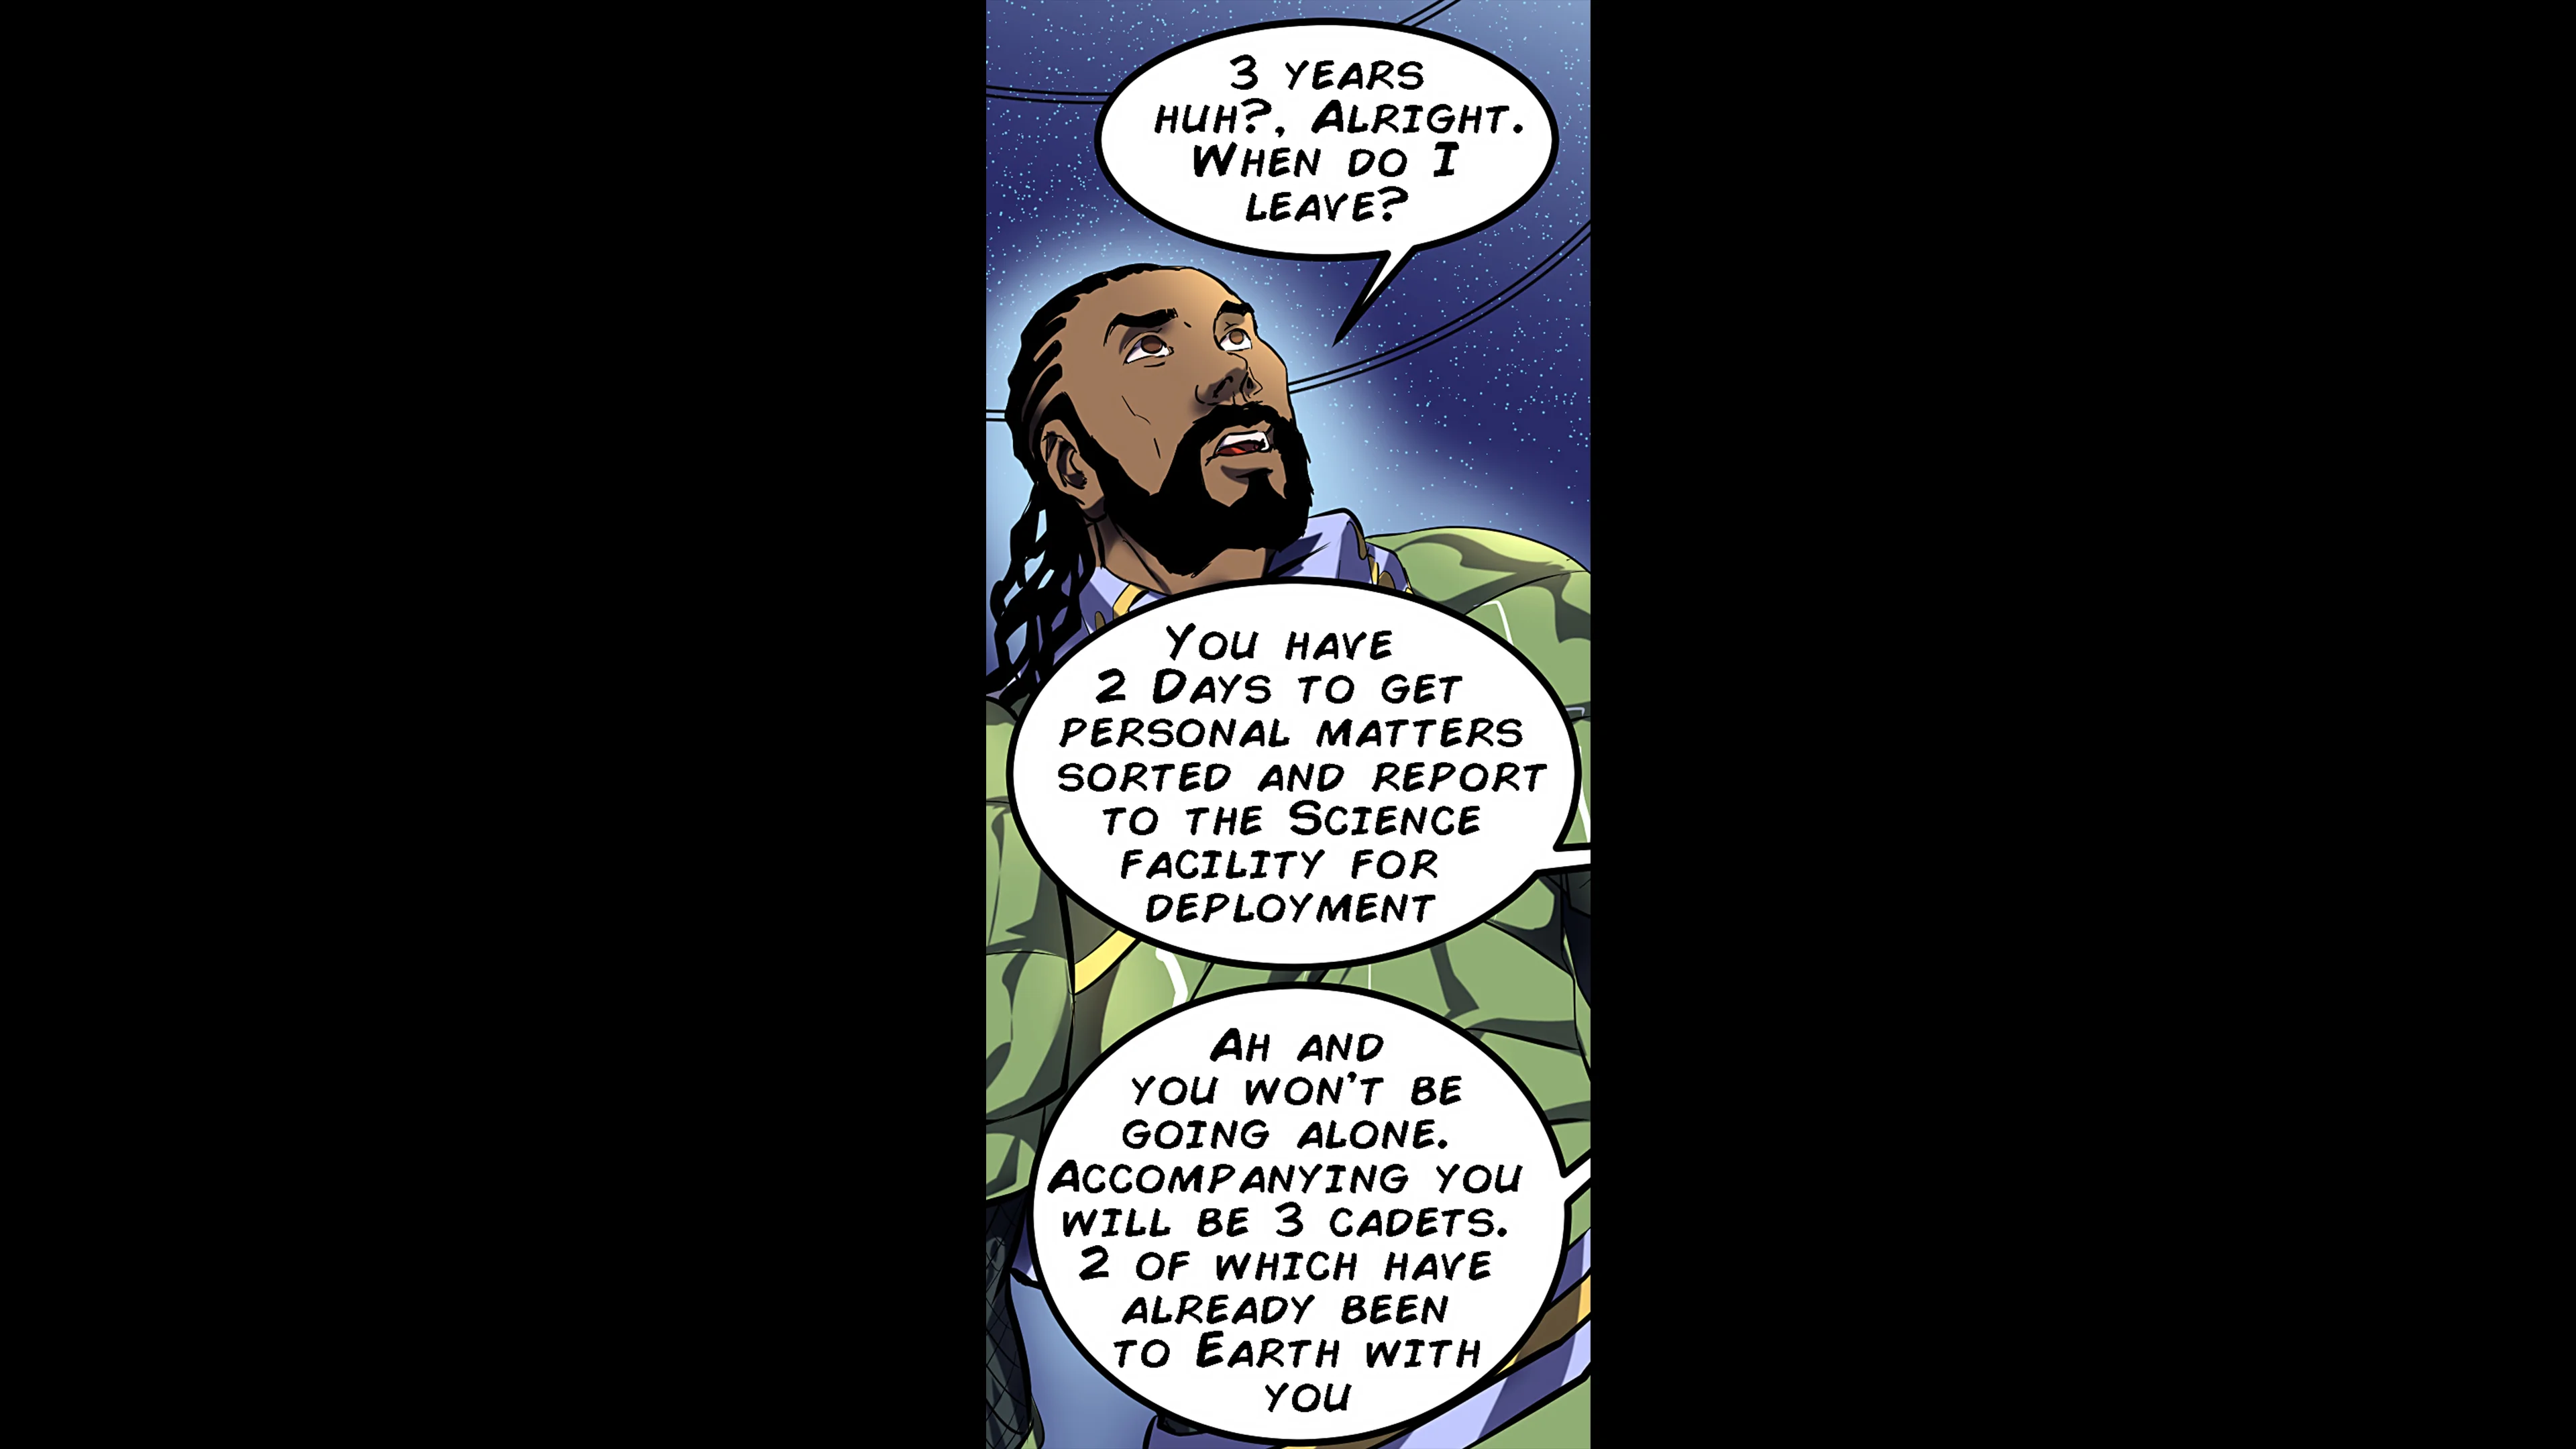 3 YEARS
HUH?, ALRIGHT.
WHEN DO I
LEAVE?
YOU HAVE
2 DAYS TO GET
PERSONAL MATTERS
SORTED AND REPORT
TO THE SCIENCE
FACILITY FOR
DEPLOYMENT
AH AND
YOU WON'T BE
GOING ALONE.
ACCOMPANYING YOU
WILL BE 3 CADETS.
2 OF WHICH HAVE
ALREADY BEEN
TO EARTH WITH
YOU